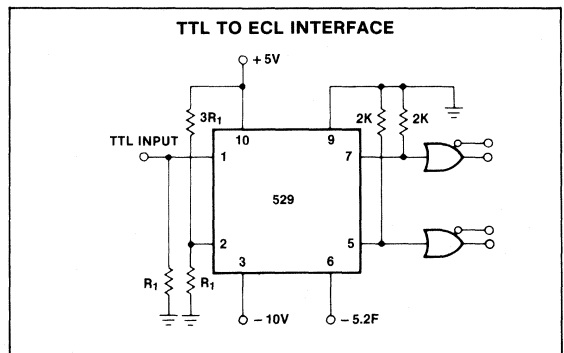 TTL TO ECL INTERFACE
+ 5V
3R1
2K
2K
TTL INPUT
10
9
1
7
529
2
5
3
6
R1
R1
– 10V
– 5.2F